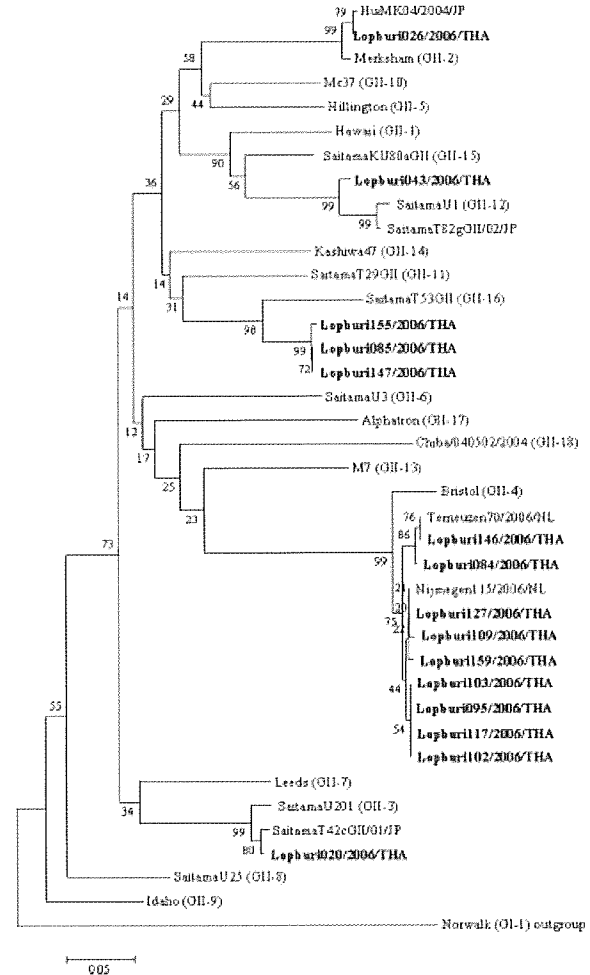 79
99
Lopburi026/2006/THA
Merksham (GII-2)
58
Mc37 (GII-10)
44
Hillington (GII-5)
29
Hawaii (GII-1)
90
SaitamaKU80aGII (GII-15)
56
Lopburi043/2006/THA
99
SaitamaU1 (GII-12)
99
SaitamaT82gGII/02/JP
36
Kashiwa47 (GII-14)
14
SaitamaT29GII (GII-11)
31
SaitamaT53GII (GII-16)
98
Lopburi155/2006/THA
99
Lopburi085/2006/THA
72
Lopburi147/2006/THA
14
SaitamaU3 (GII-6)
12
Alphatron (GII-17)
17
Chiba/040502/2004 (GII-18)
25
M7 (GII-13)
23
Bristol (GII-4)
99
76
Terneuzen70/2006/NL
86
Lopburi146/2006/THA
Lopburi084/2006/THA
Nijmegen115/2006/NL
75
Lopburi127/2006/THA
Lopburi109/2006/THA
Lopburi159/2006/THA
44
Lopburi103/2006/THA
Lopburi095/2006/THA
54
Lopburi117/2006/THA
Lopburi102/2006/THA
73
Leeds (GII-7)
34
SaitamaU201 (GII-3)
99
SaitamaT42cGII/01/JP
80
Lopburi020/2006/THA
55
SaitamaU25 (GII-8)
Idaho (GII-9)
Norwalk (GI-1) outgroup
0.05